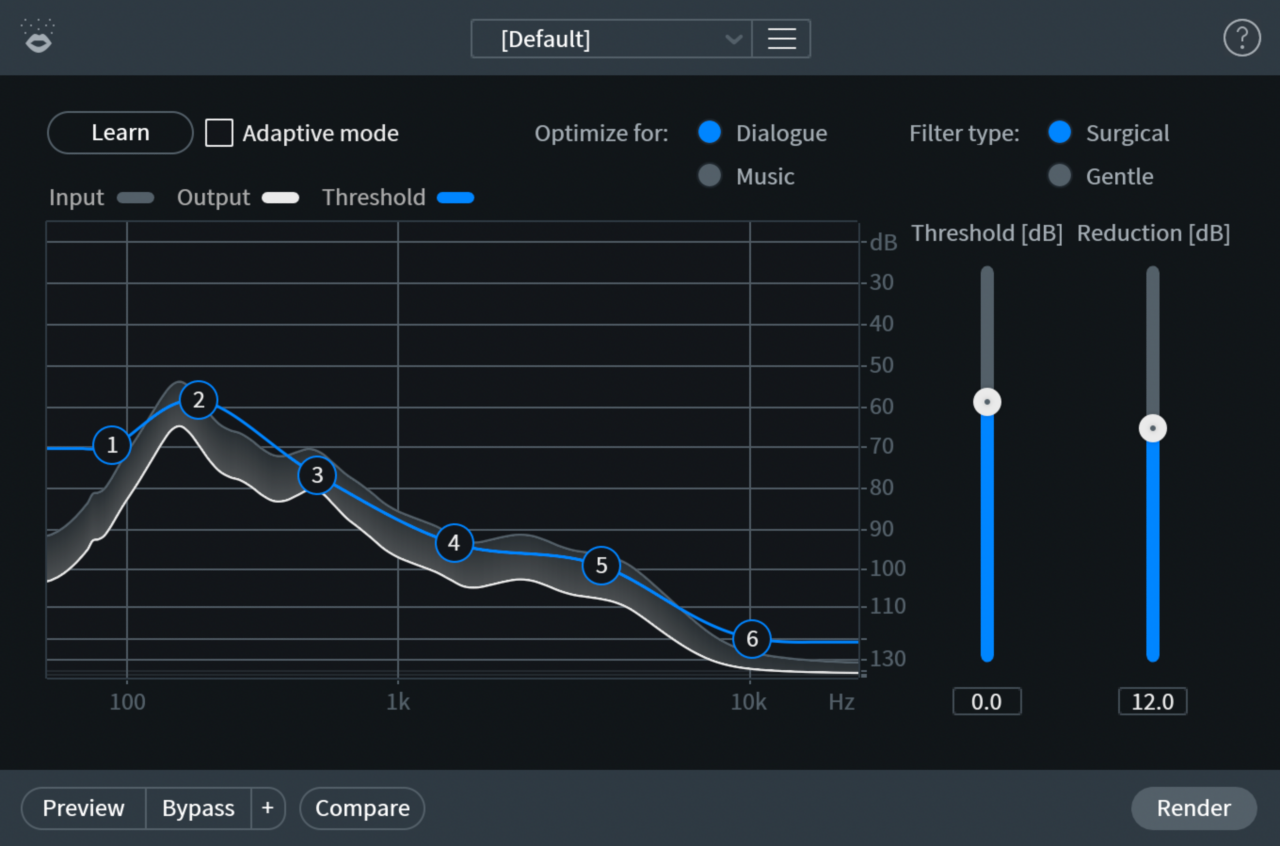 [Default]
?
Learn
Adaptive mode
Optimize for:
Dialogue
Filter type:
Surgical
Music
Gentle
Input
Output
Threshold
Threshold [dB]
Reduction [dB]
dB
30
40
50
60
70
80
90
100
110
130
1
2
3
4
5
6
100
1k
10k
Hz
0.0
12.0
Preview
Bypass
+
Compare
Render